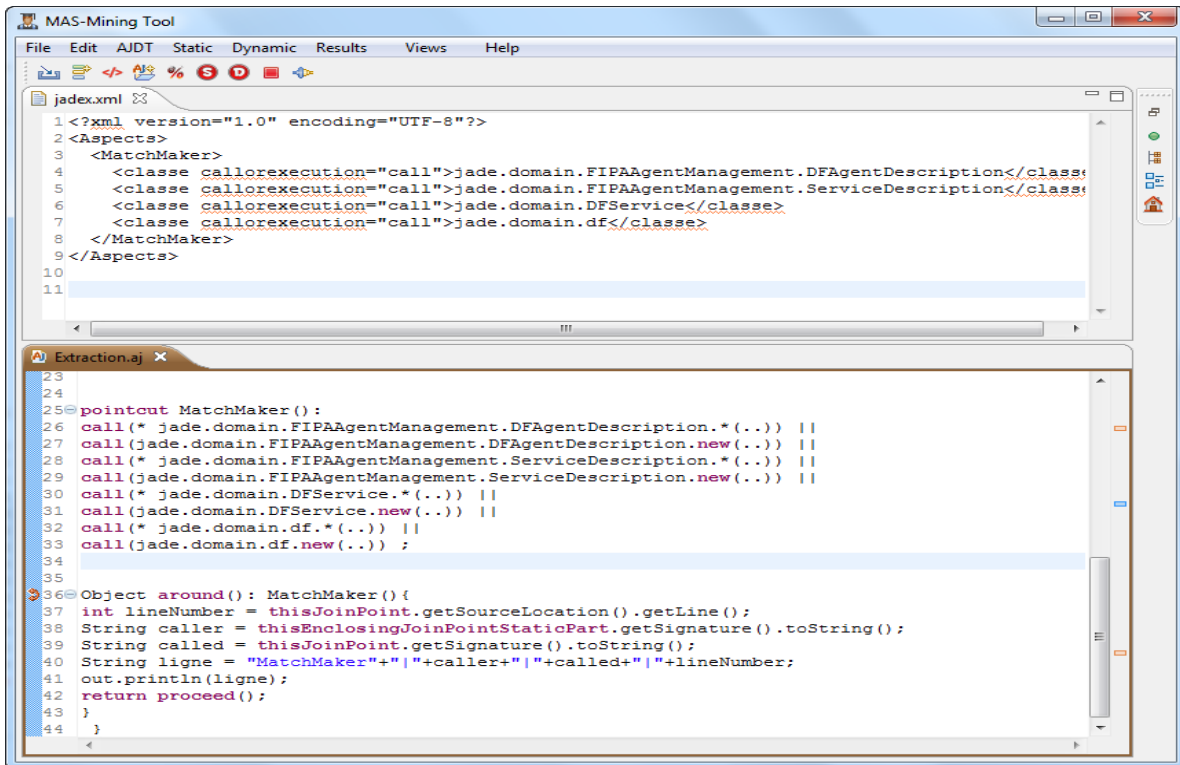 MAS-Mining Tool
File Edit AJDT Static Dynamic Results Views Help
jadex.xml
1 <?xml version="1.0" encoding="UTF-8"?>
2 <Aspects>
3 <MatchMaker>
4 <classe callorexecution="call">jade.domain.FIPAAgentManagement.DFAgentDescription</classe
5 <classe callorexecution="call">jade.domain.FIPAAgentManagement.ServiceDescription</classe
6 <classe callorexecution="call">jade.domain.DFService</classe>
7 <classe callorexecution="call">jade.domain.df</classe>
8 </MatchMaker>
9 </Aspects>
10
11
Extraction.aj
23
24
25 pointcut MatchMaker():
26 call(* jade.domain.FIPAAgentManagement.DFAgentDescription.*(..)) ||
27 call(jade.domain.FIPAAgentManagement.DFAgentDescription.new(..)) ||
28 call(* jade.domain.FIPAAgentManagement.ServiceDescription.*(..)) ||
29 call(jade.domain.FIPAAgentManagement.ServiceDescription.new(..)) ||
30 call(* jade.domain.DFService.*(..)) ||
31 call(jade.domain.DFService.new(..)) ||
32 call(* jade.domain.df.*(..)) ||
33 call(jade.domain.df.new(..)) ;
34
35
36 Object around(): MatchMaker(){
37 int lineNumber = thisJoinPoint.getSourceLocation().getLine();
38 String caller = thisEnclosingJoinPointStaticPart.getSignature().toString();
39 String called = thisJoinPoint.getSignature().toString();
40 String ligne = "MatchMaker"+"|"+caller+"|"+called+"|"+lineNumber;
41 out.println(ligne);
42 return proceed();
43 }
44 }